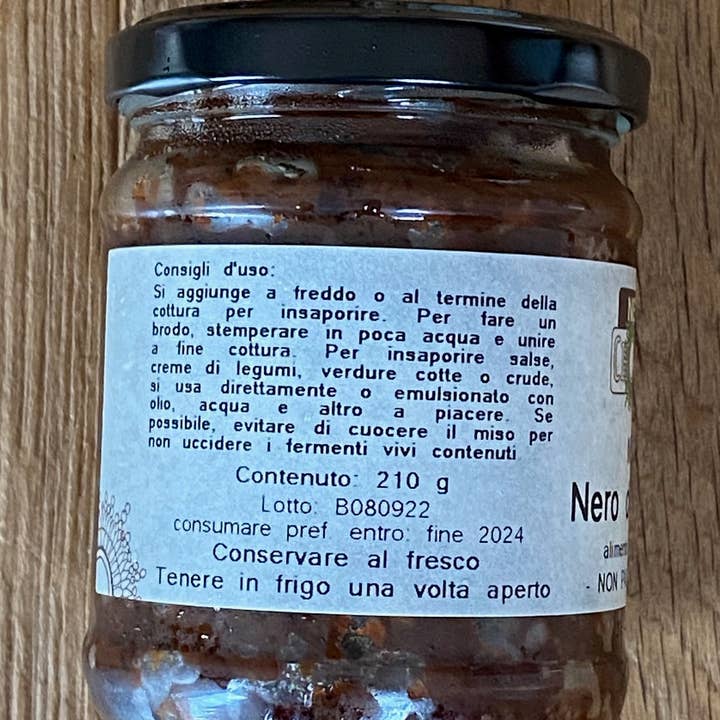 Consigli d'uso:
Si aggiunge a freddo o al termine della
cottura per insaporire. Per fare un
brodo, stemperare in poca acqua e unire
a fine cottura. Per insaporire salse,
creme di legumi, verdure cotte o crude,
si usa direttamente o emulsionato con
olio, acqua e altro a piacere. Se
possibile, evitare di cuocere il miso per
non uccidere i fermenti vivi contenuti
Contenuto: 210 g
Lotto: B080922
consumare pref. entro: fine 2024
Conservare al fresco
Tenere in frigo una volta aperto
Nero
- NON